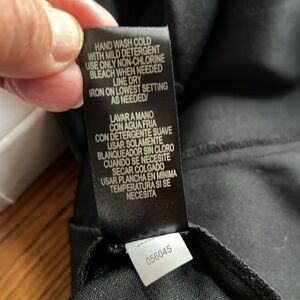 HAND WASH COLD
WITH MILD DETERGENT
USE ONLY NON-CHLORINE
BLEACH WHEN NEEDED
LINE DRY
IRON ON LOWEST SETTING
AS NEEDED/
LAVAR A MANO
CON AGUA FRIA
CON DETERGENTE SUAVE
USAR SOLAMENTE
BLANQUEADOR SIN CLORO
CUANDO SE NECESITE
SECAR COLGADO
USAR PLANCHA EN MINIMA
TEMPERATURA SI SE
NECESITA
056045